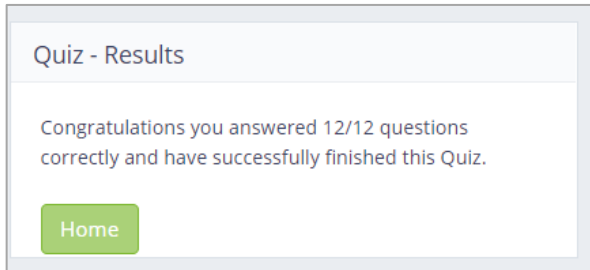 Quiz - Results
Congratulations you answered 12/12 questions
correctly and have successfully finished this Quiz.
Home